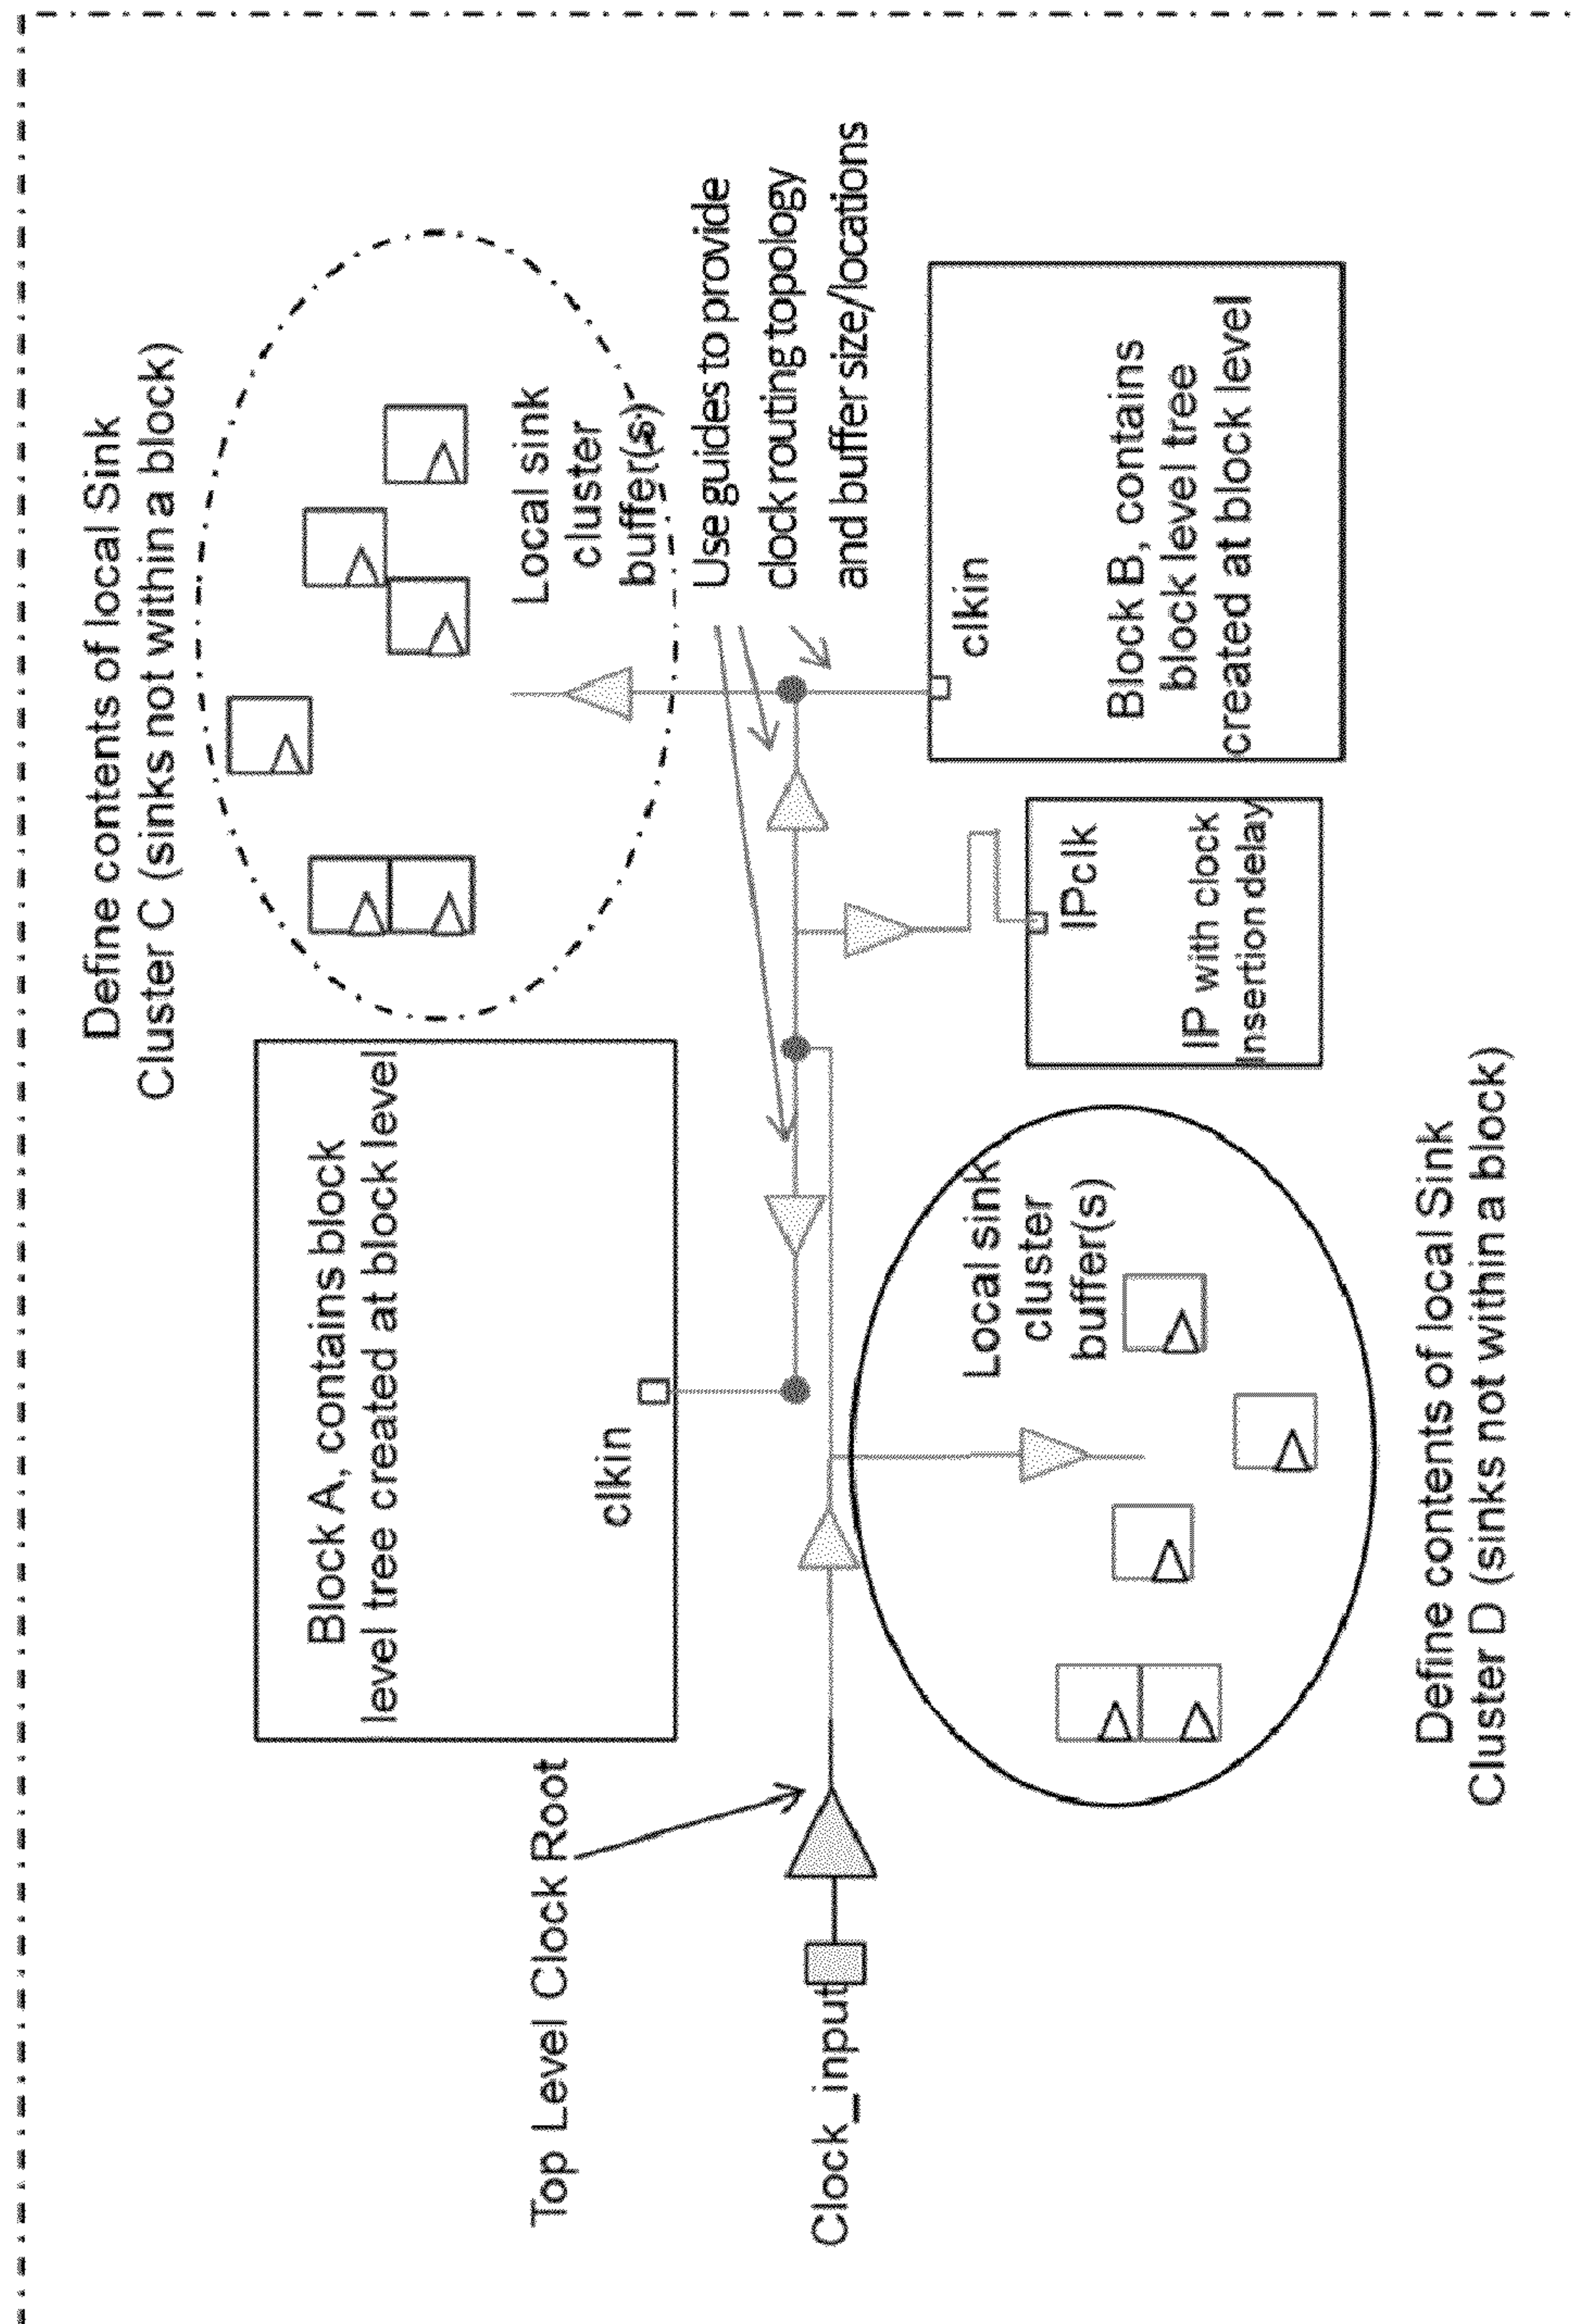 Define contents of local Sink
Cluster C (sinks not within a block)
Block A, contains block
level tree created at block level
clkin
Local sink
cluster
buffer(s)
Use guides to provide
clock routing topology
and buffer size/locations
Top Level Clock Root
Clock_input
Local sink
cluster
buffer(s)
IPclk
IP with clock
Insertion delay
clkin
Block B, contains
block level tree
created at block level
Define contents of local Sink
Cluster D (sinks not within a block)